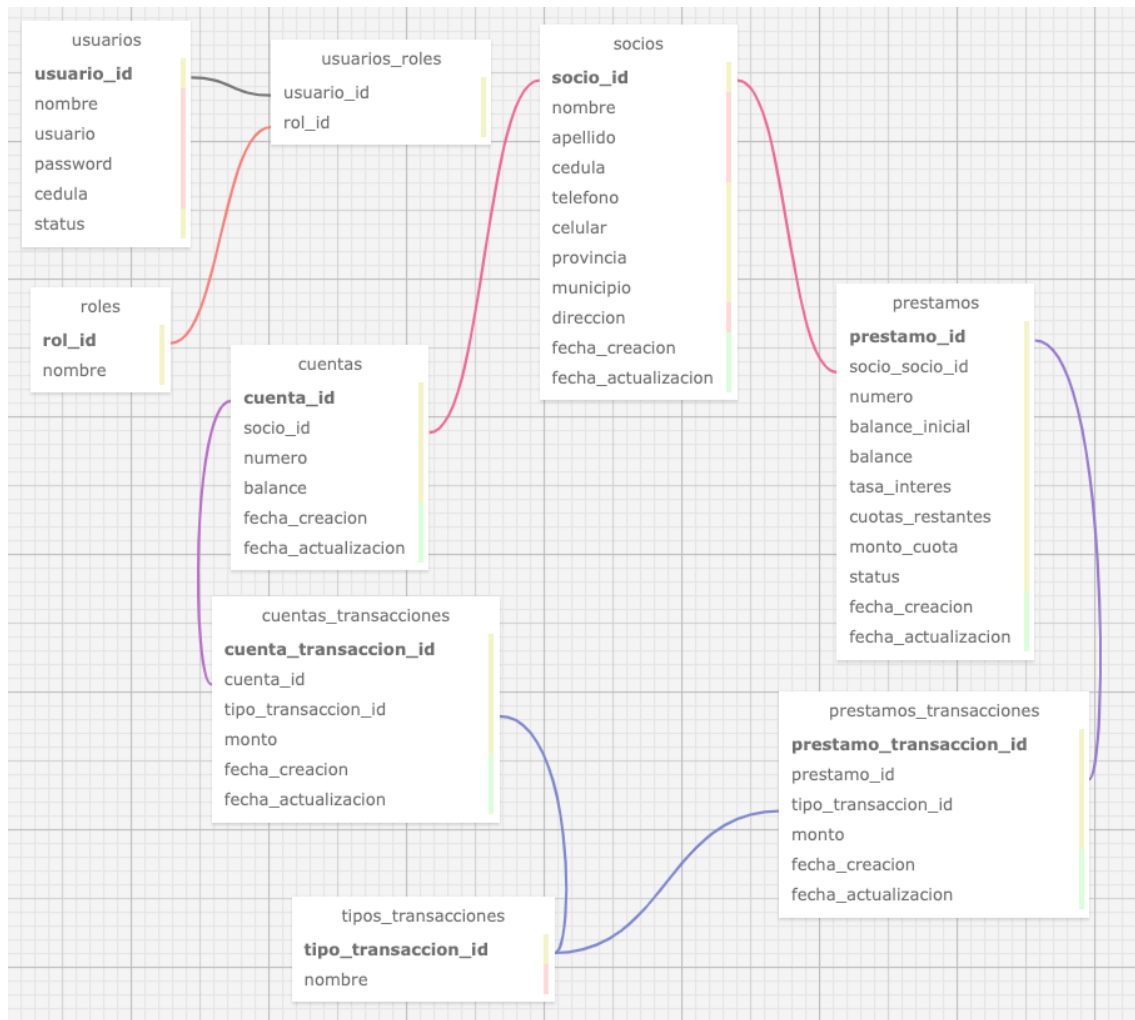 usuarios
usuario_id
nombre
usuario
password
cedula
status
usuarios_roles
usuario_id
rol_id
socios
socio_id
nombre
apellido
cedula
telefono
celular
provincia
municipio
direccion
fecha_creacion
fecha_actualizacion
roles
rol_id
nombre
cuentas
cuenta_id
socio_id
numero
balance
fecha_creacion
fecha_actualizacion
prestamos
prestamo_id
socio_socio_id
numero
balance_inicial
balance
tasa_interes
cuotas_restantes
monto_cuota
status
fecha_creacion
fecha_actualizacion
cuentas_transacciones
cuenta_transaccion_id
cuenta_id
tipo_transaccion_id
monto
fecha_creacion
fecha_actualizacion
prestamos_transacciones
prestamo_transaccion_id
prestamo_id
tipo_transaccion_id
monto
fecha_creacion
fecha_actualizacion
tipos_transacciones
tipo_transaccion_id
nombre